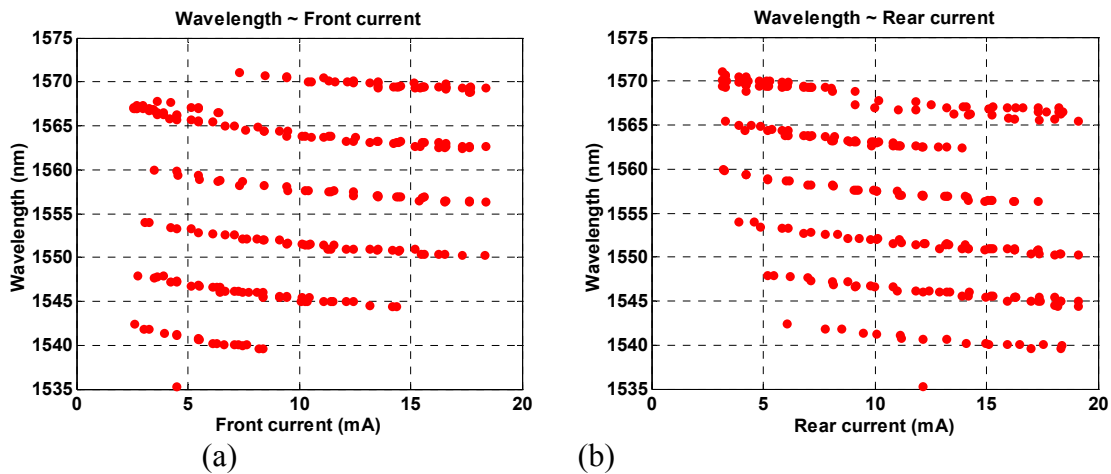 Wavelength ~ Front current
1575
1570
1565
1560
1555
1550
1545
1540
1535
0 5 10 15 20
Wavelength (nm)
Front current (mA)
(a)
Wavelength ~ Rear current
1575
1570
1565
1560
1555
1550
1545
1540
1535
0 5 10 15 20
Wavelength (nm)
Rear current (mA)
(b)